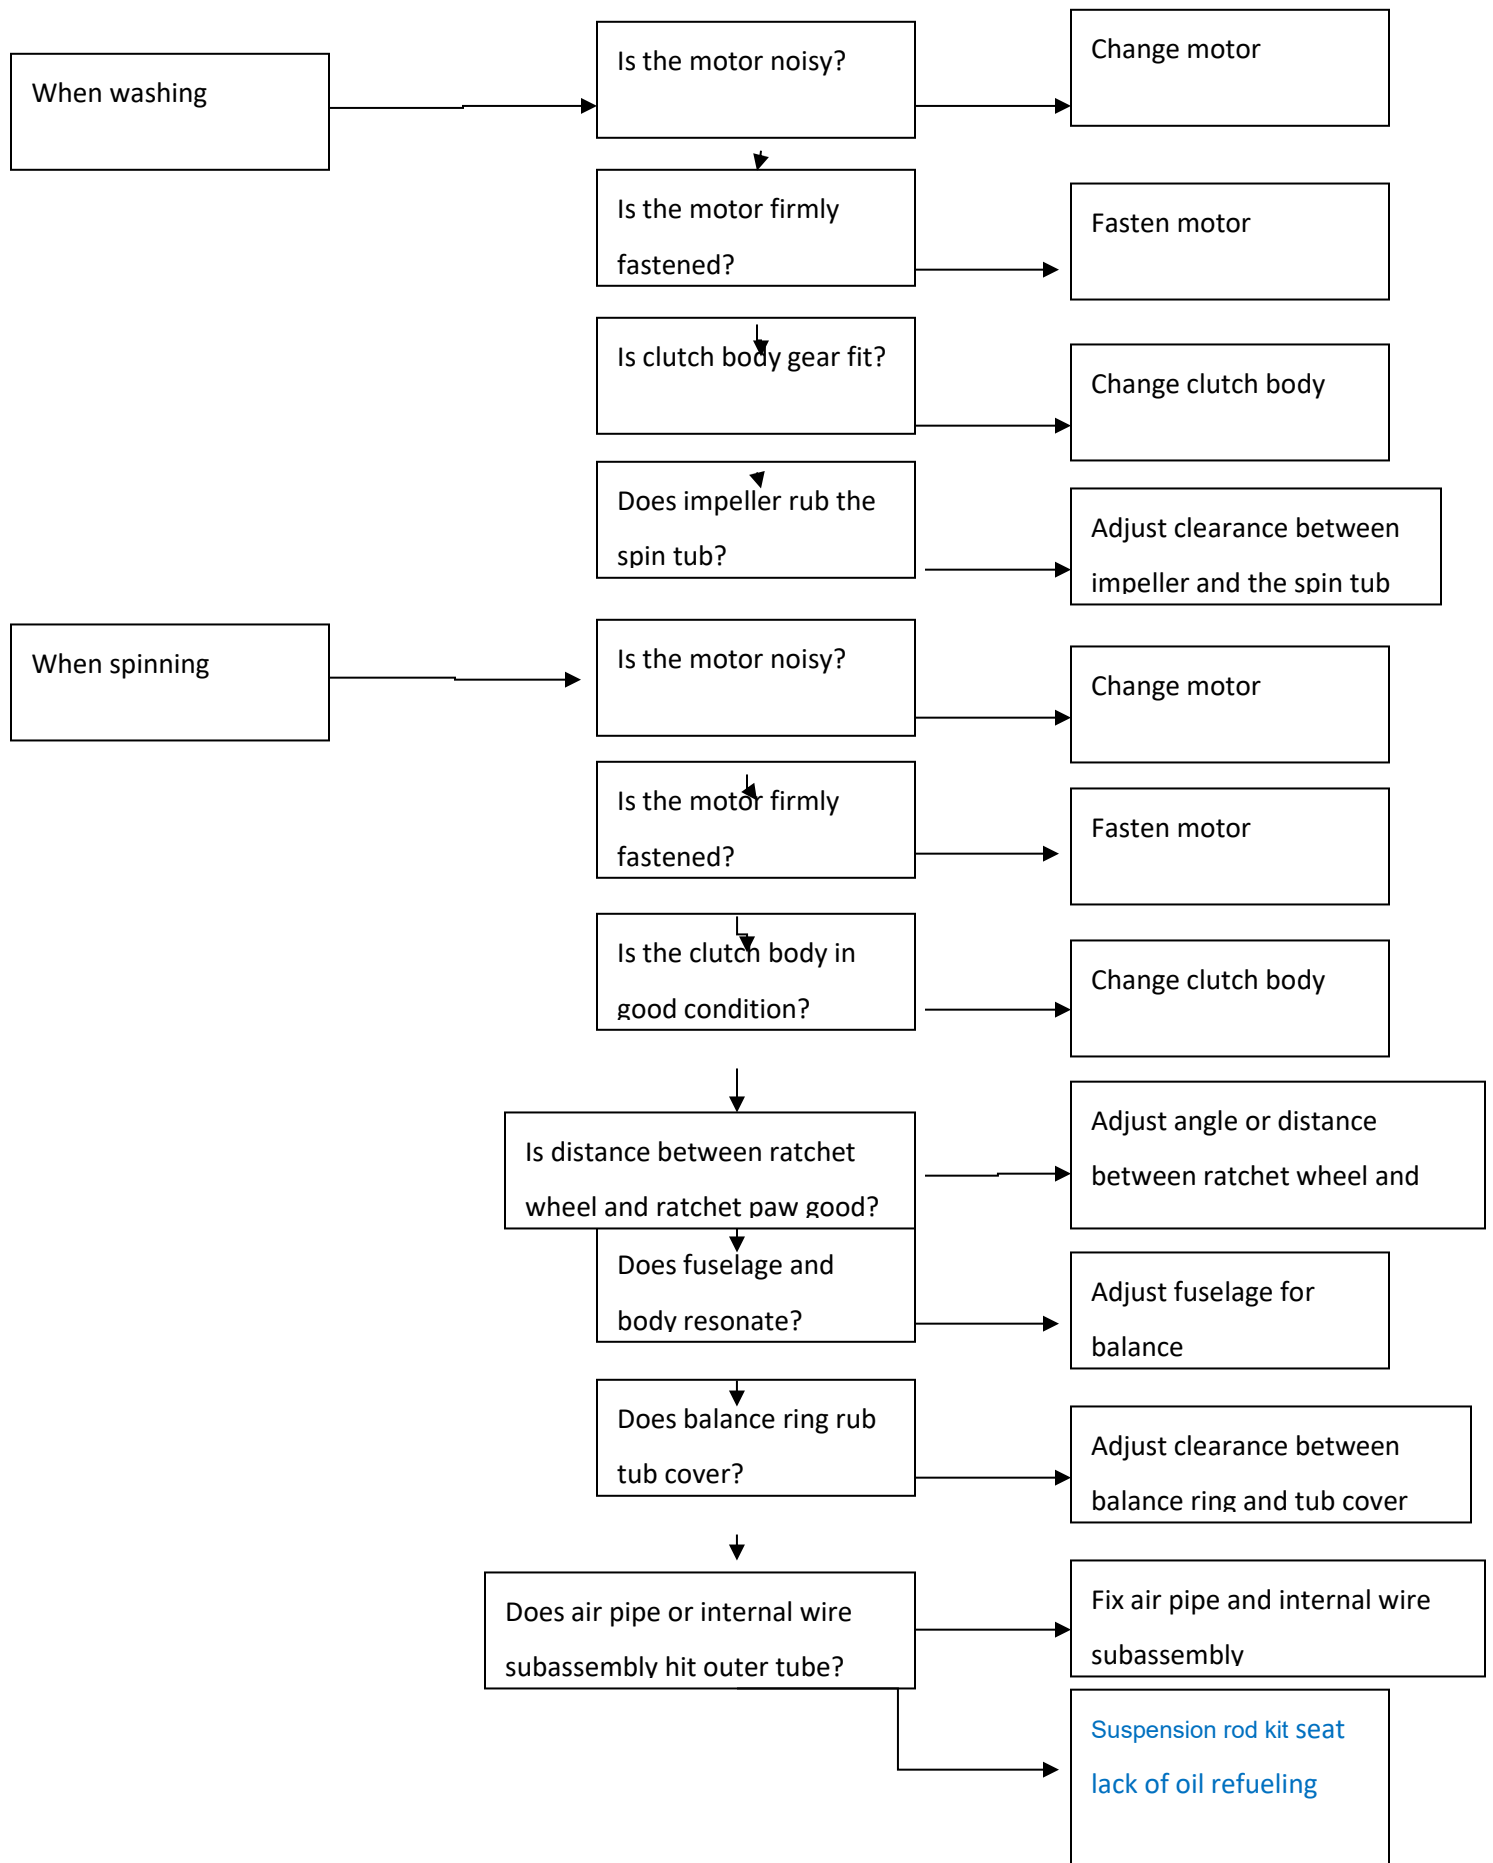 When washing
Is the motor noisy?
Change motor
Is the motor firmly
fastened?
Fasten motor
Is clutch body gear fit?
Change clutch body
Does impeller rub the
spin tub?
Adjust clearance between
impeller and the spin tub
When spinning
Is the motor noisy?
Change motor
Is the motor firmly
fastened?
Fasten motor
Is the clutch body in
good condition?
Change clutch body
Is distance between ratchet
wheel and ratchet paw good?
Adjust angle or distance
between ratchet wheel and
Does fuselage and
body resonate?
Adjust fuselage for
balance
Does balance ring rub
tub cover?
Adjust clearance between
balance ring and tub cover
Does air pipe or internal wire
subassembly hit outer tube?
Fix air pipe and internal wire
subassembly
Suspension rod kit seat
lack of oil refueling